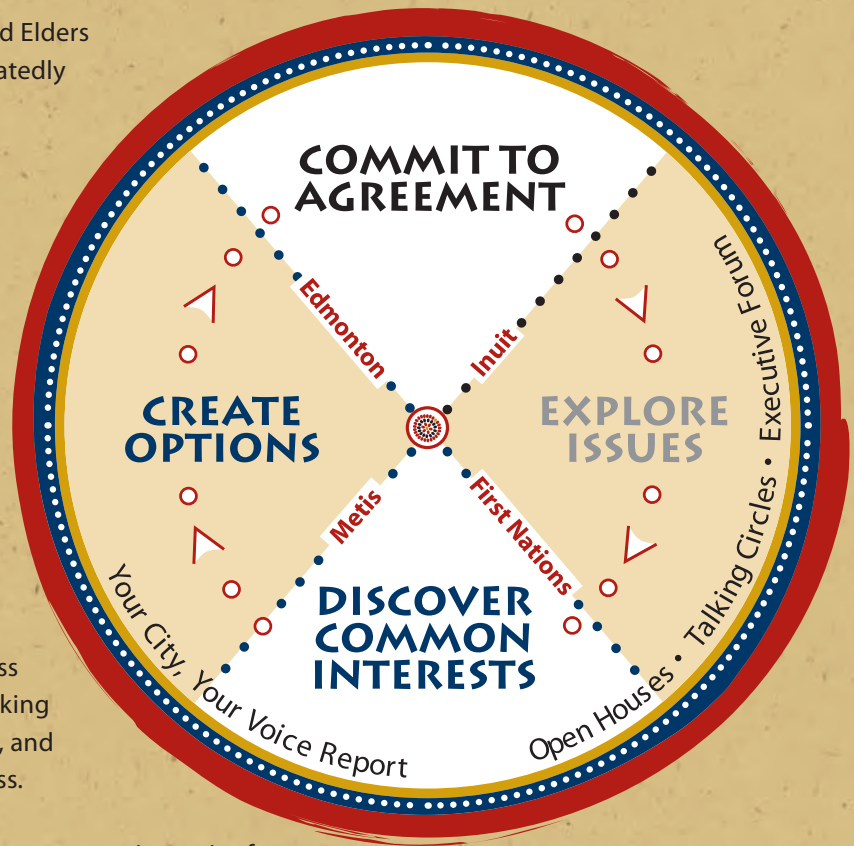 d Elders
atedly
COMMIT TO
AGREEMENT
Edmonton
Inuit
CREATE
OPTIONS
EXPLORE
ISSUES
Metis
First Nations
DISCOVER
COMMON
INTERESTS
Your City, Your Voice Report
Open Houses • Talking Circles • Executive Forum
ss
king
, and
ss.